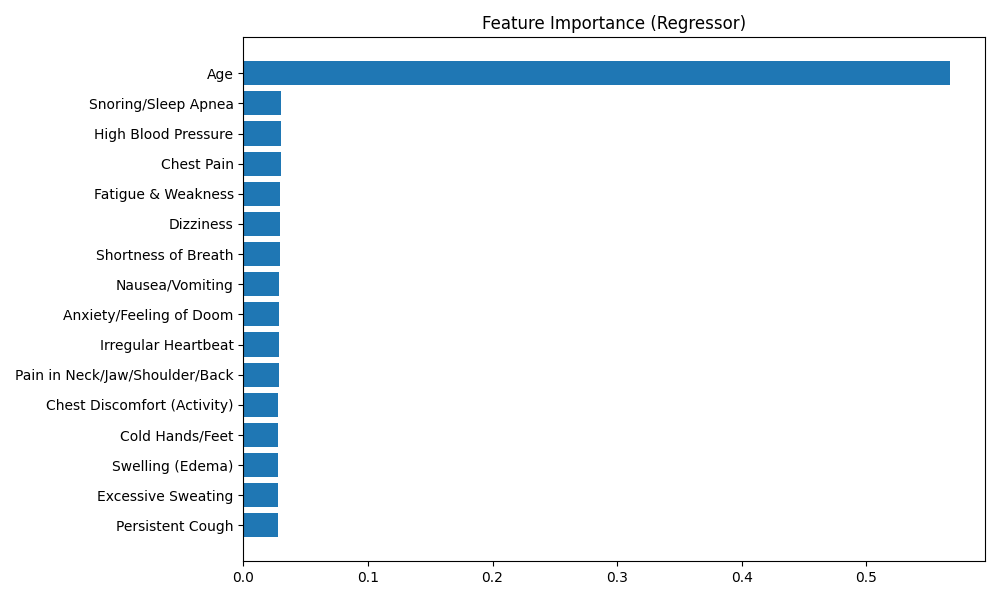 Feature Importance (Regressor)
Age
Snoring/Sleep Apnea
High Blood Pressure
Chest Pain
Fatigue & Weakness
Dizziness
Shortness of Breath
Nausea/Vomiting
Anxiety/Feeling of Doom
Irregular Heartbeat
Pain in Neck/Jaw/Shoulder/Back
Chest Discomfort (Activity)
Cold Hands/Feet
Swelling (Edema)
Excessive Sweating
Persistent Cough
0.0 0.1 0.2 0.3 0.4 0.5